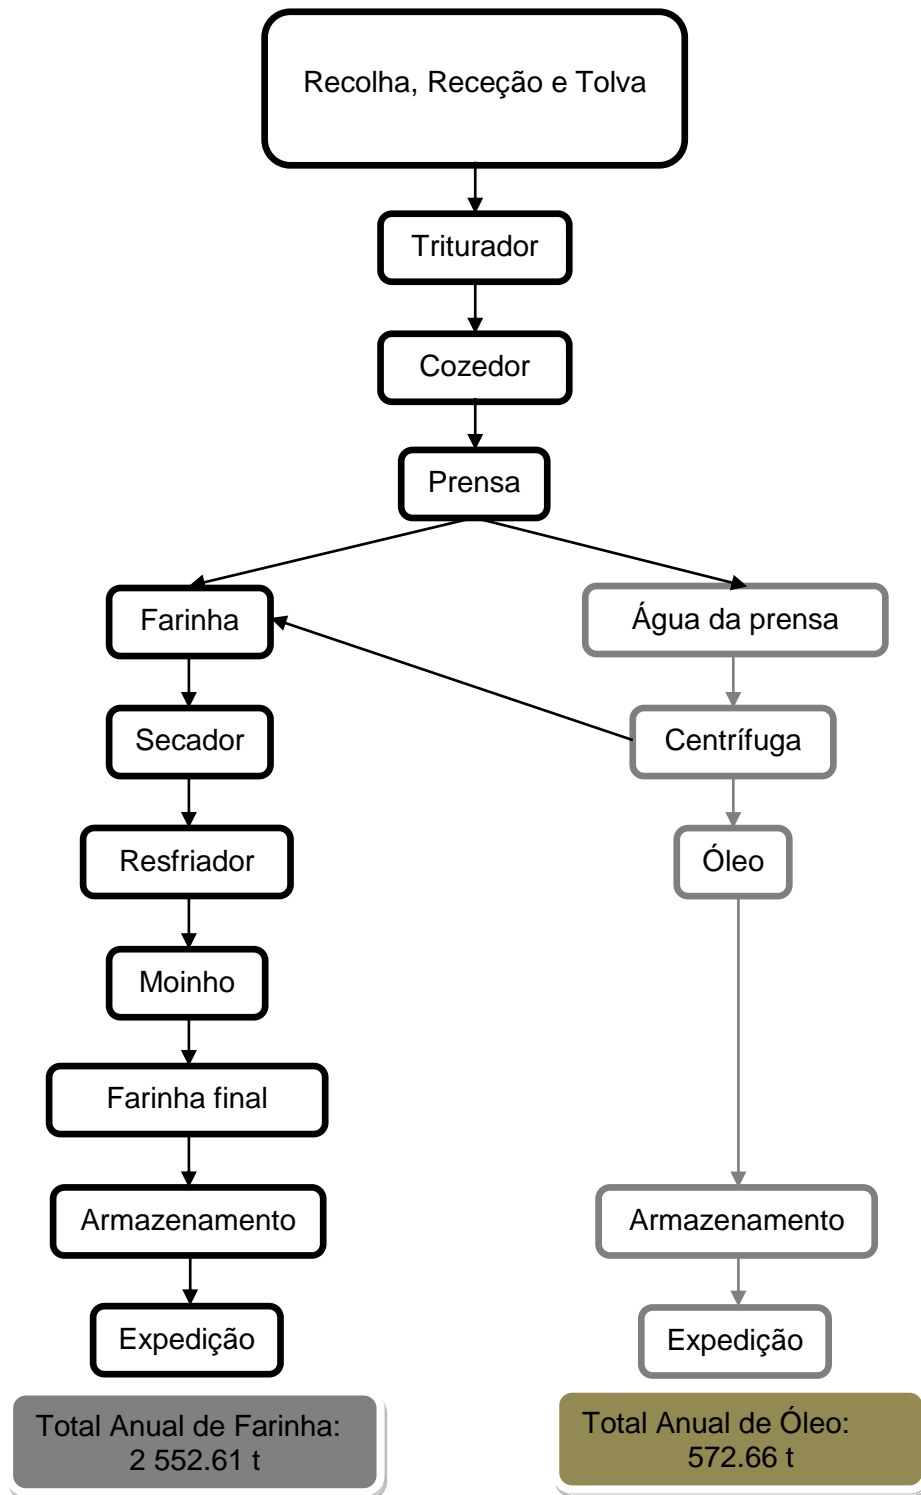 Recolha, Receção e Tolva
Triturador
Cozedor
Prensa
Farinha
Água da prensa
Secador
Centrífuga
Resfriador
Óleo
Moinho
Farinha final
Armazenamento
Armazenamento
Expedição
Expedição
Total Anual de Farinha:
2 552.61 t
Total Anual de Óleo:
572.66 t